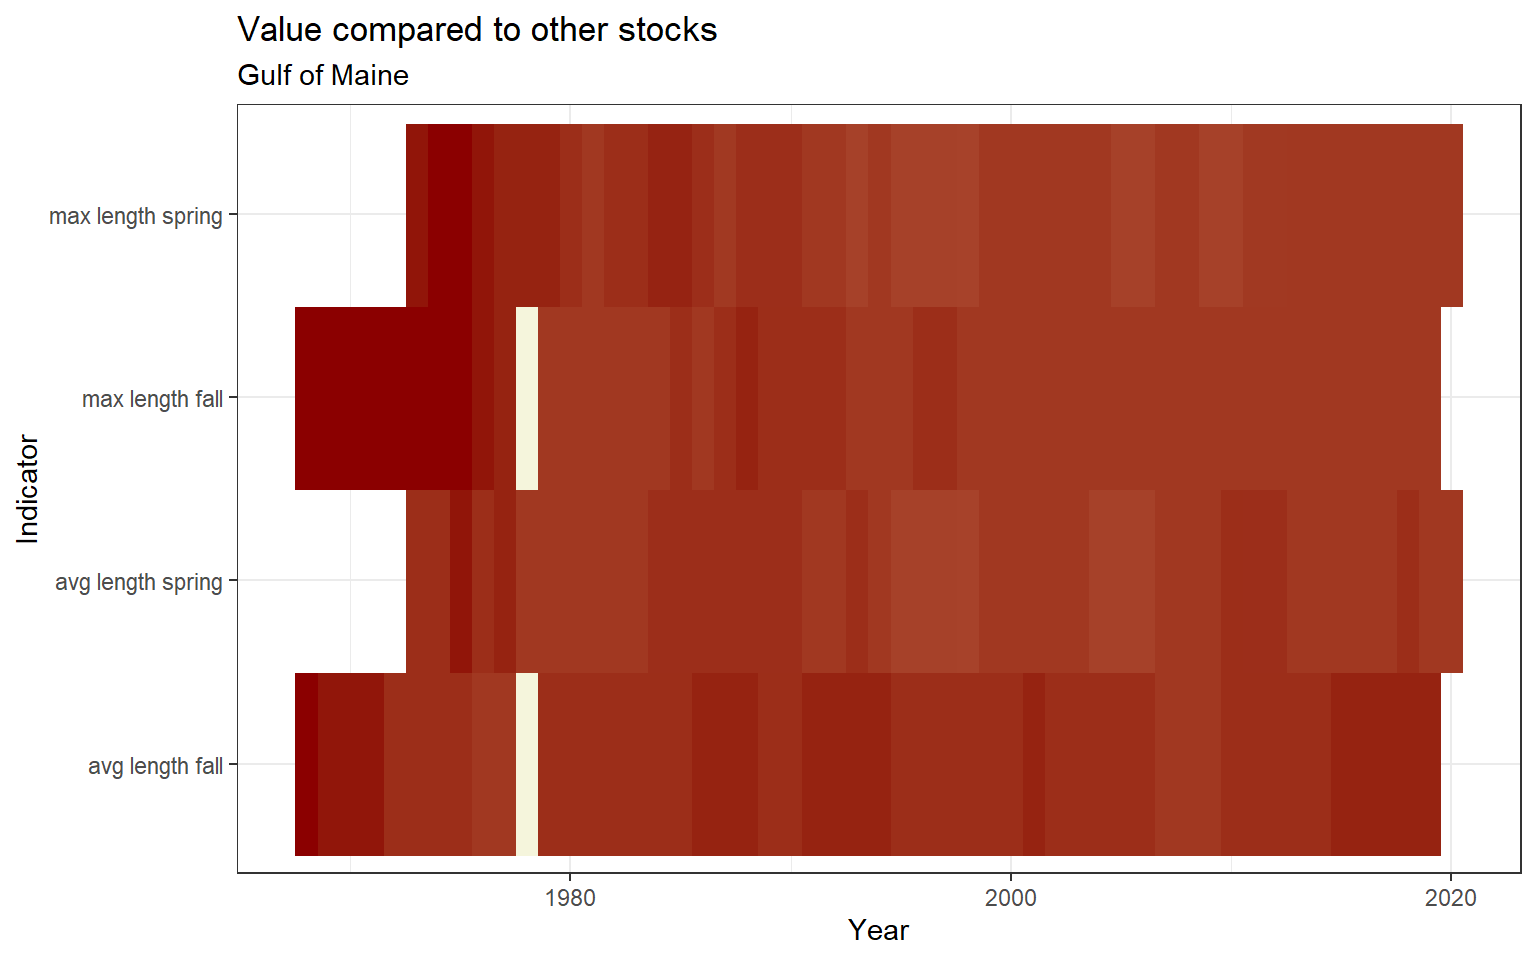 Value compared to other stocks
Gulf of Maine
max length spring
max length fall
avg length spring
avg length fall
Indicator
1980
2000
2020
Year